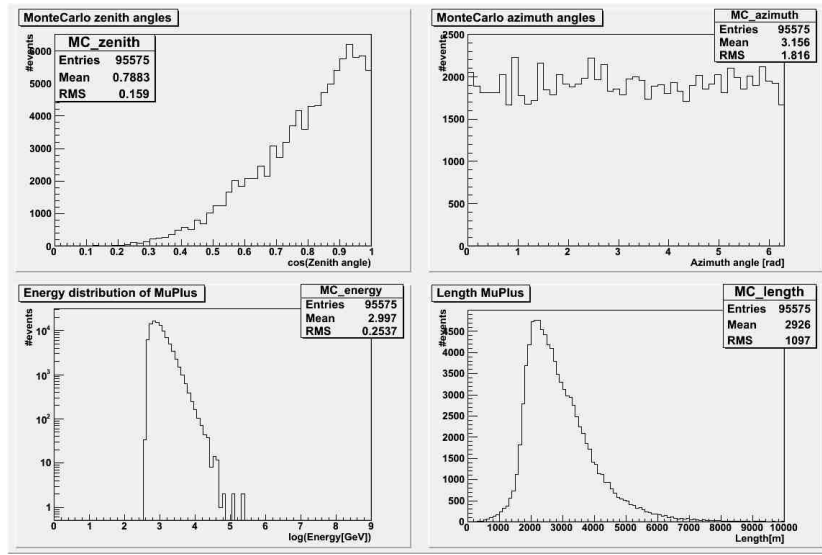 MonteCarlo zenith angles
MC_zenith
Entries 95575
Mean 0.7883
RMS 0.159
#events
6000
5000
4000
3000
2000
1000
0
0 0.1 0.2 0.3 0.4 0.5 0.6 0.7 0.8 0.9 1
cos(Zenith angle)
MonteCarlo azimuth angles
MC_azimuth
Entries 95575
Mean 3.156
RMS 1.816
#events
2500
2000
1500
1000
500
0
0 1 2 3 4 5 6
Azimuth angle [rad]
Energy distribution of MuPlus
MC_energy
Entries 95575
Mean 2.997
RMS 0.2537
#events
10⁴
10³
10²
10
1
0 1 2 3 4 5 6 7 8 9
log(Energy[GeV])
Length MuPlus
MC_length
Entries 95575
Mean 2926
RMS 1097
#events
4500
4000
3500
3000
2500
2000
1500
1000
500
0
0 1000 2000 3000 4000 5000 6000 7000 8000 9000 10000
Length[m]